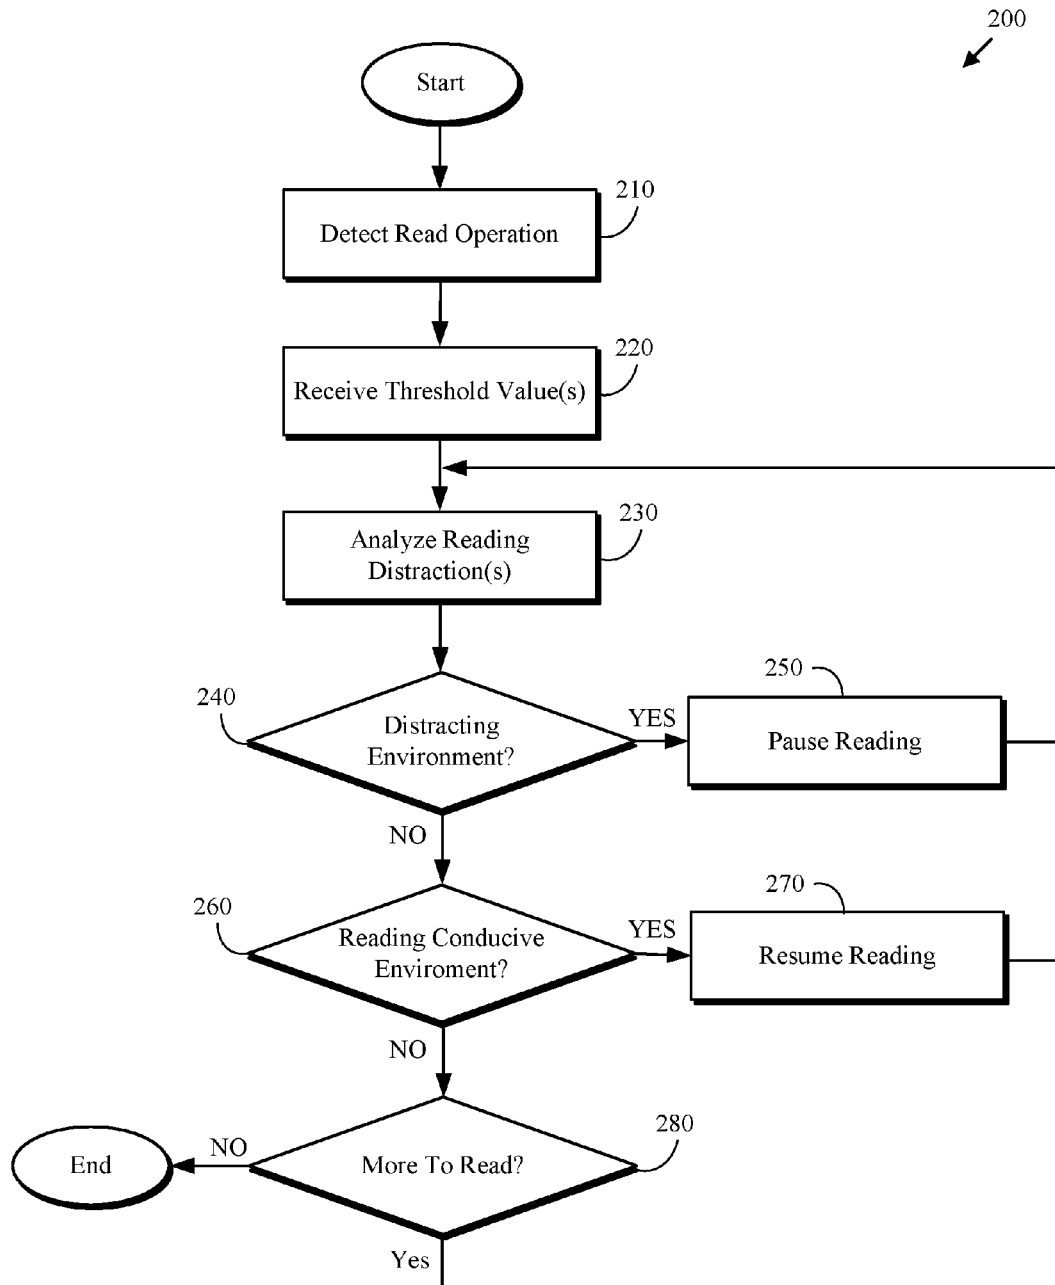 200
Start
210
Detect Read Operation
220
Receive Threshold Value(s)
230
Analyze Reading
Distraction(s)
240
Distracting
Environment?
YES
250
Pause Reading
NO
260
Reading Conducive
Enviroment?
YES
270
Resume Reading
NO
280
More To Read?
NO
End
Yes